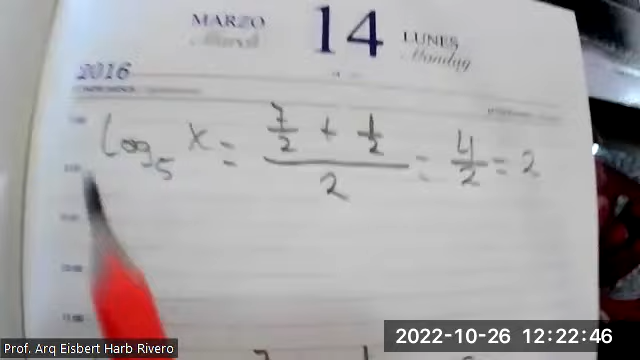 MARZO 14 LUNES
March Monday
2016
log₅ x = (7/2 + 1/2)/2 = 4/2 = 2
Prof. Arq Eisbert Harb Rivero
2022-10-26 12:22:46